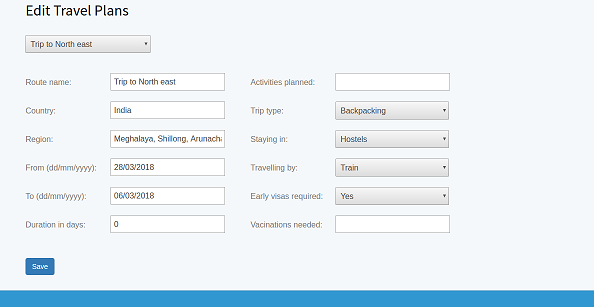 Edit Travel Plans
Trip to North east
Route name: Trip to North east Activities planned:
Country: India Trip type: Backpacking
Region: Meghalaya, Shillong, Arunacha Staying in: Hostels
From (dd/mm/yyyy): 28/03/2018 Travelling by: Train
To (dd/mm/yyyy): 06/03/2018 Early visas required: Yes
Duration in days: 0 Vacinations needed:
Save